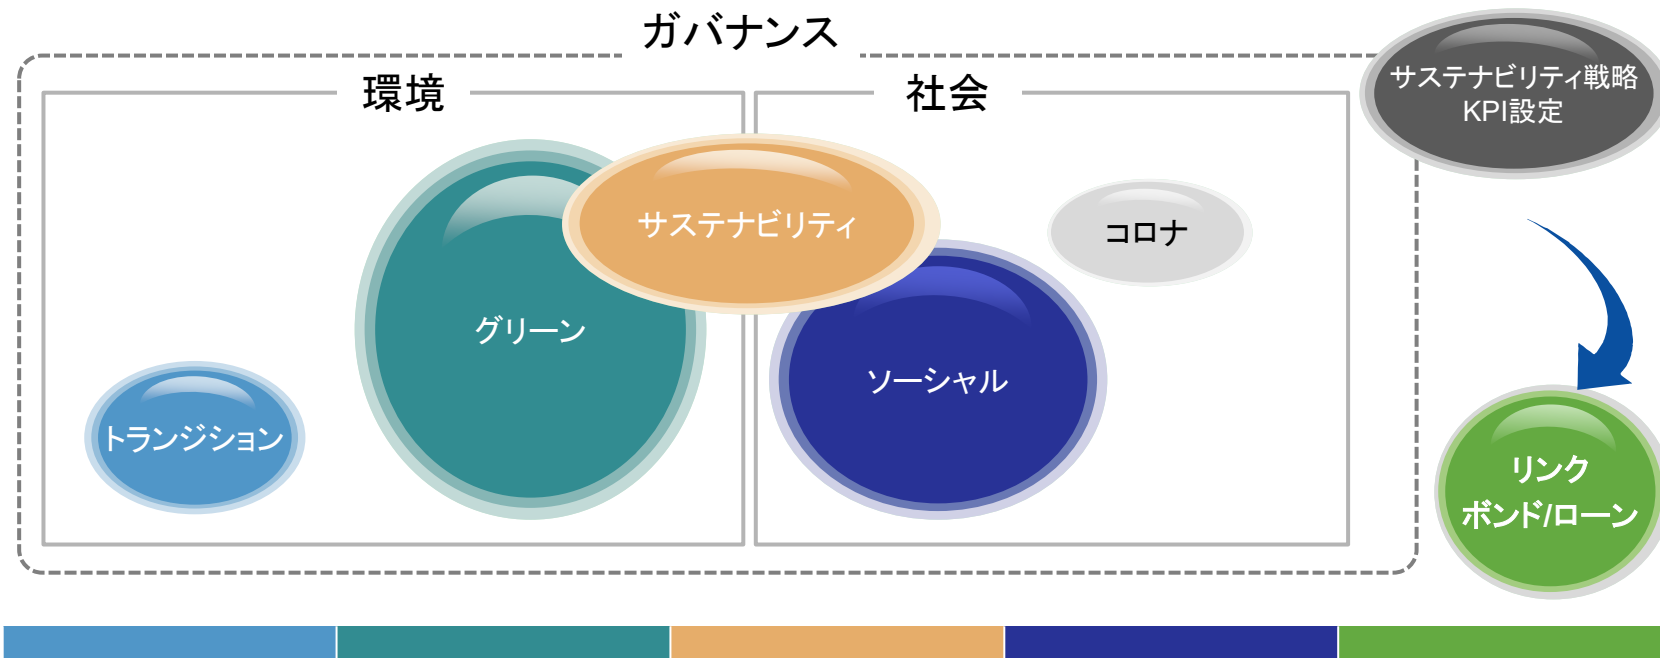 ガバナンス
環境
社会
サステナビリティ戦略
KPI設定
サステナビリティ
コロナ
グリーン
ソーシャル
トランジション
リンク
ボンド/ローン